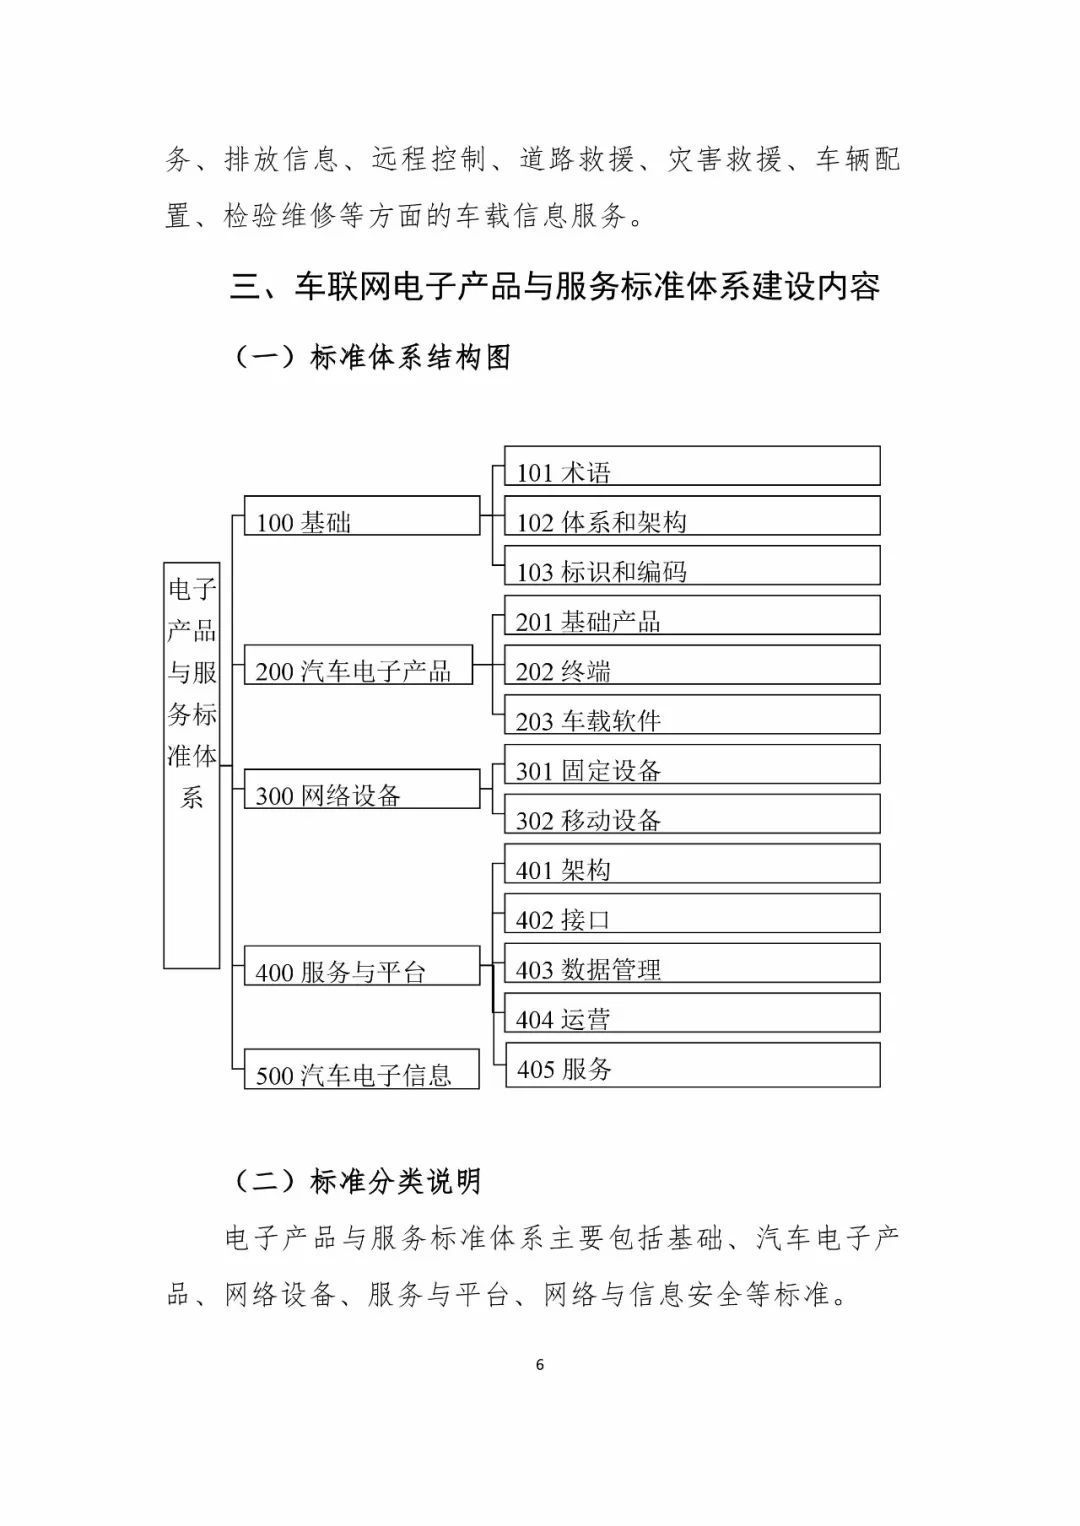 务、排放信息、远程控制、道路救援、灾害救援、车辆配
置、检验维修等方面的车载信息服务。
三、车联网电子产品与服务标准体系建设内容
（一）标准体系结构图
电子
产品
与服
务标
准体
系
100 基础
101 术语
102 体系和架构
103 标识和编码
200 汽车电子产品
201 基础产品
202 终端
203 车载软件
300 网络设备
301 固定设备
302 移动设备
400 服务与平台
401 架构
402 接口
403 数据管理
404 运营
405 服务
500 汽车电子信息
（二）标准分类说明
电子产品与服务标准体系主要包括基础、汽车电子产
品、网络设备、服务与平台、网络与信息安全等标准。
6